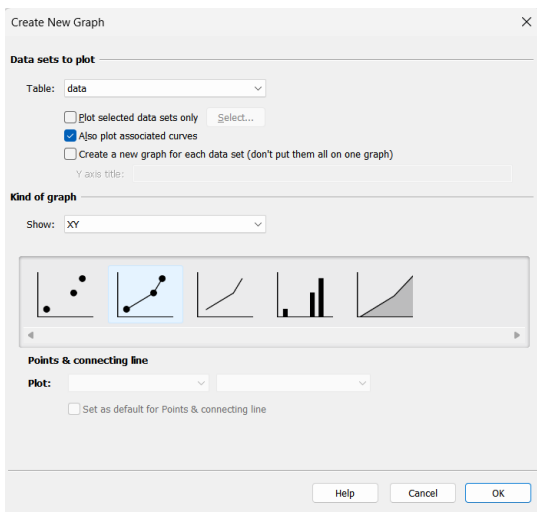 Create New Graph
Data sets to plot
Table: data
Plot selected data sets only Select...
Also plot associated curves
Create a new graph for each data set (don't put them all on one graph)
Y axis title:
Kind of graph
Show: XY
Points & connecting line
Plot:
Set as default for Points & connecting line
Help Cancel OK